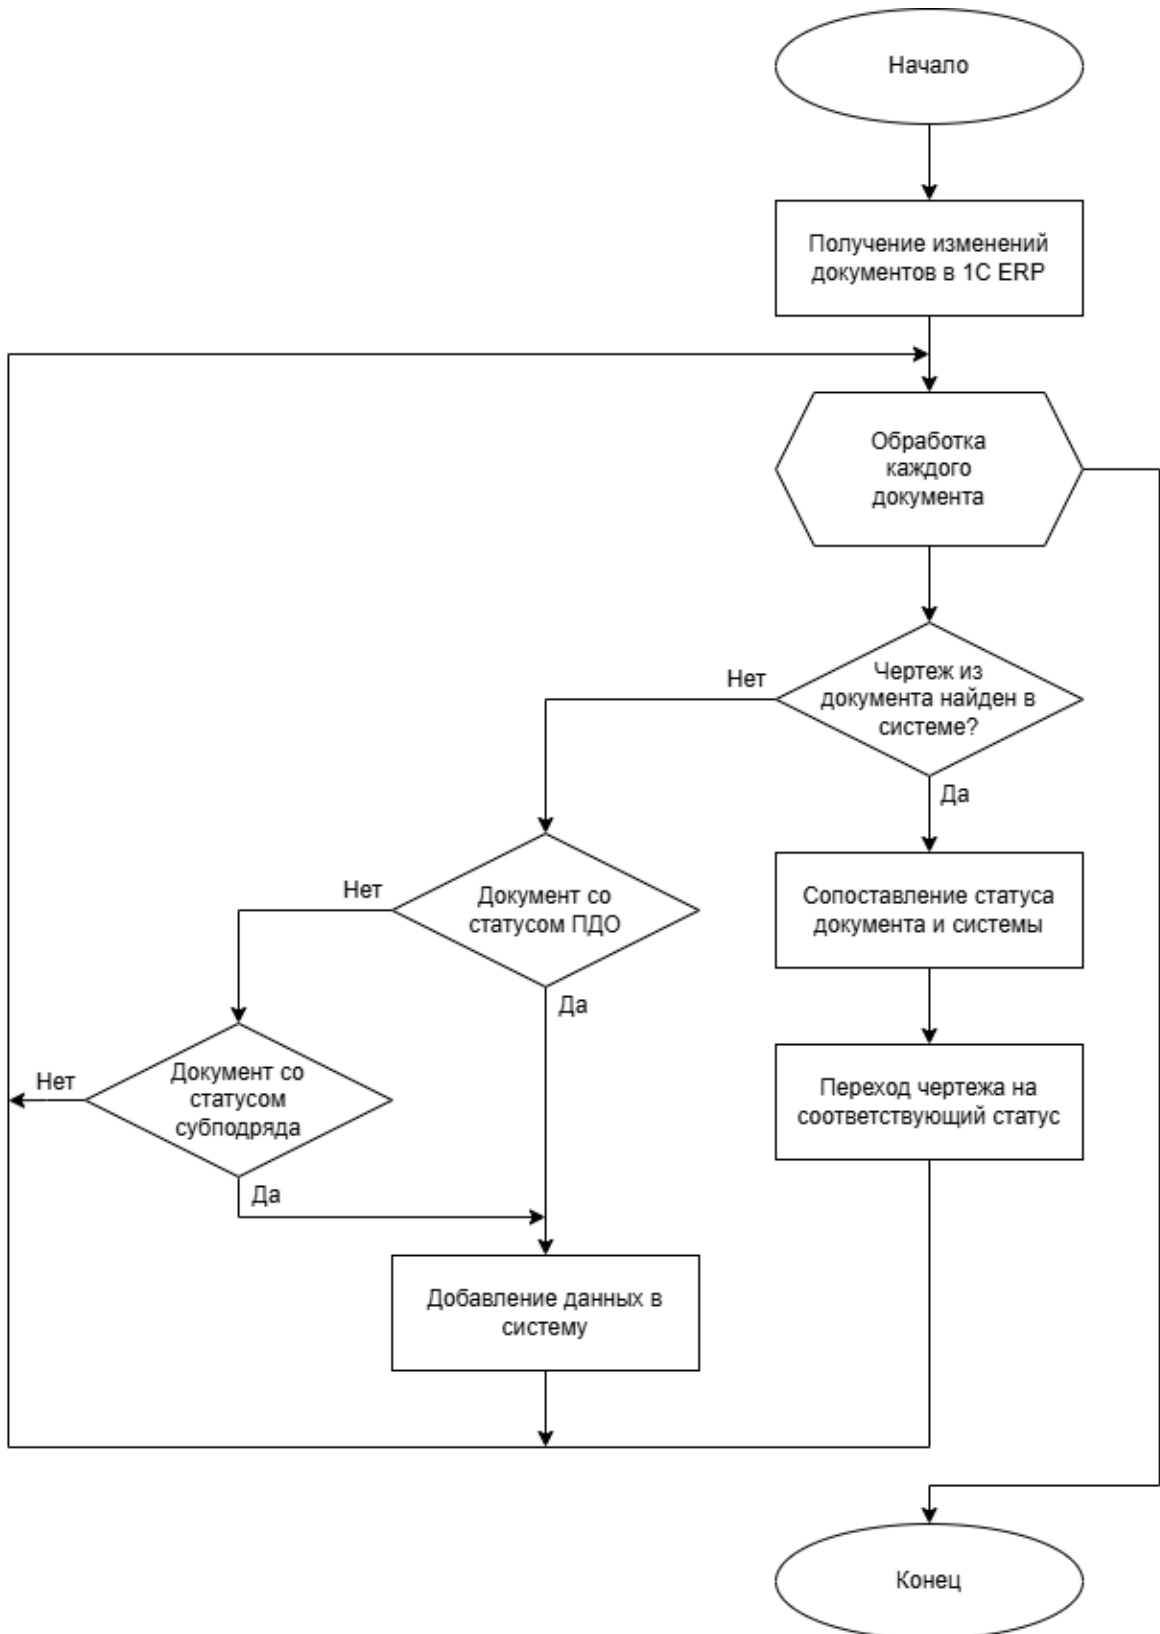 Начало
Получение изменений
документов в 1С ERP
Обработка
каждого
документа
Чертеж из
документа найден в
системе?
Нет
Да
Документ со
статусом ПДО
Нет
Да
Сопоставление статуса
документа и системы
Документ со
статусом
субподряда
Нет
Да
Переход чертежа на
соответствующий статус
Добавление данных в
систему
Конец